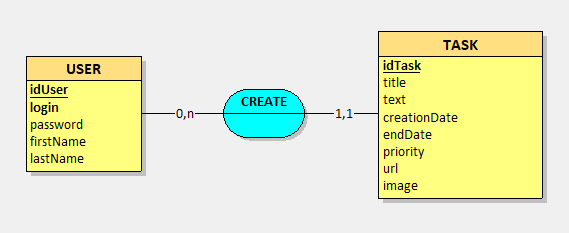 USER
idUser
login
password
firstName
lastName
0,n
CREATE
1,1
TASK
idTask
title
text
creationDate
endDate
priority
url
image